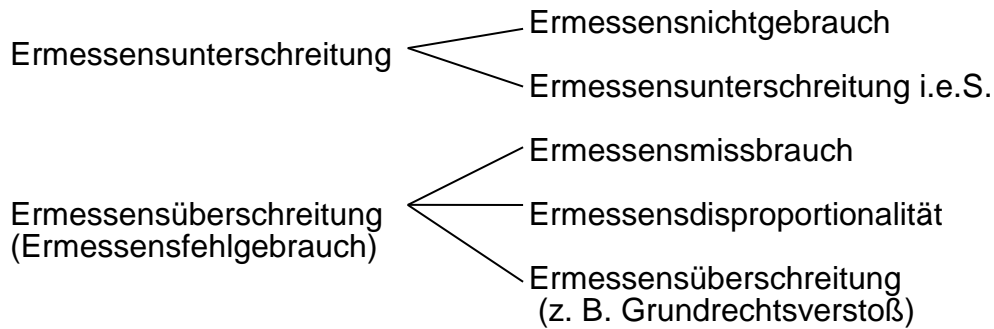 Ermessensunterschreitung
Ermessensnichtgebrauch
Ermessensunterschreitung i.e.S.
Ermessensüberschreitung
(Ermessensfehlgebrauch)
Ermessensmissbrauch
Ermessensdisproportionalität
Ermessensüberschreitung
(z. B. Grundrechtsverstoß)